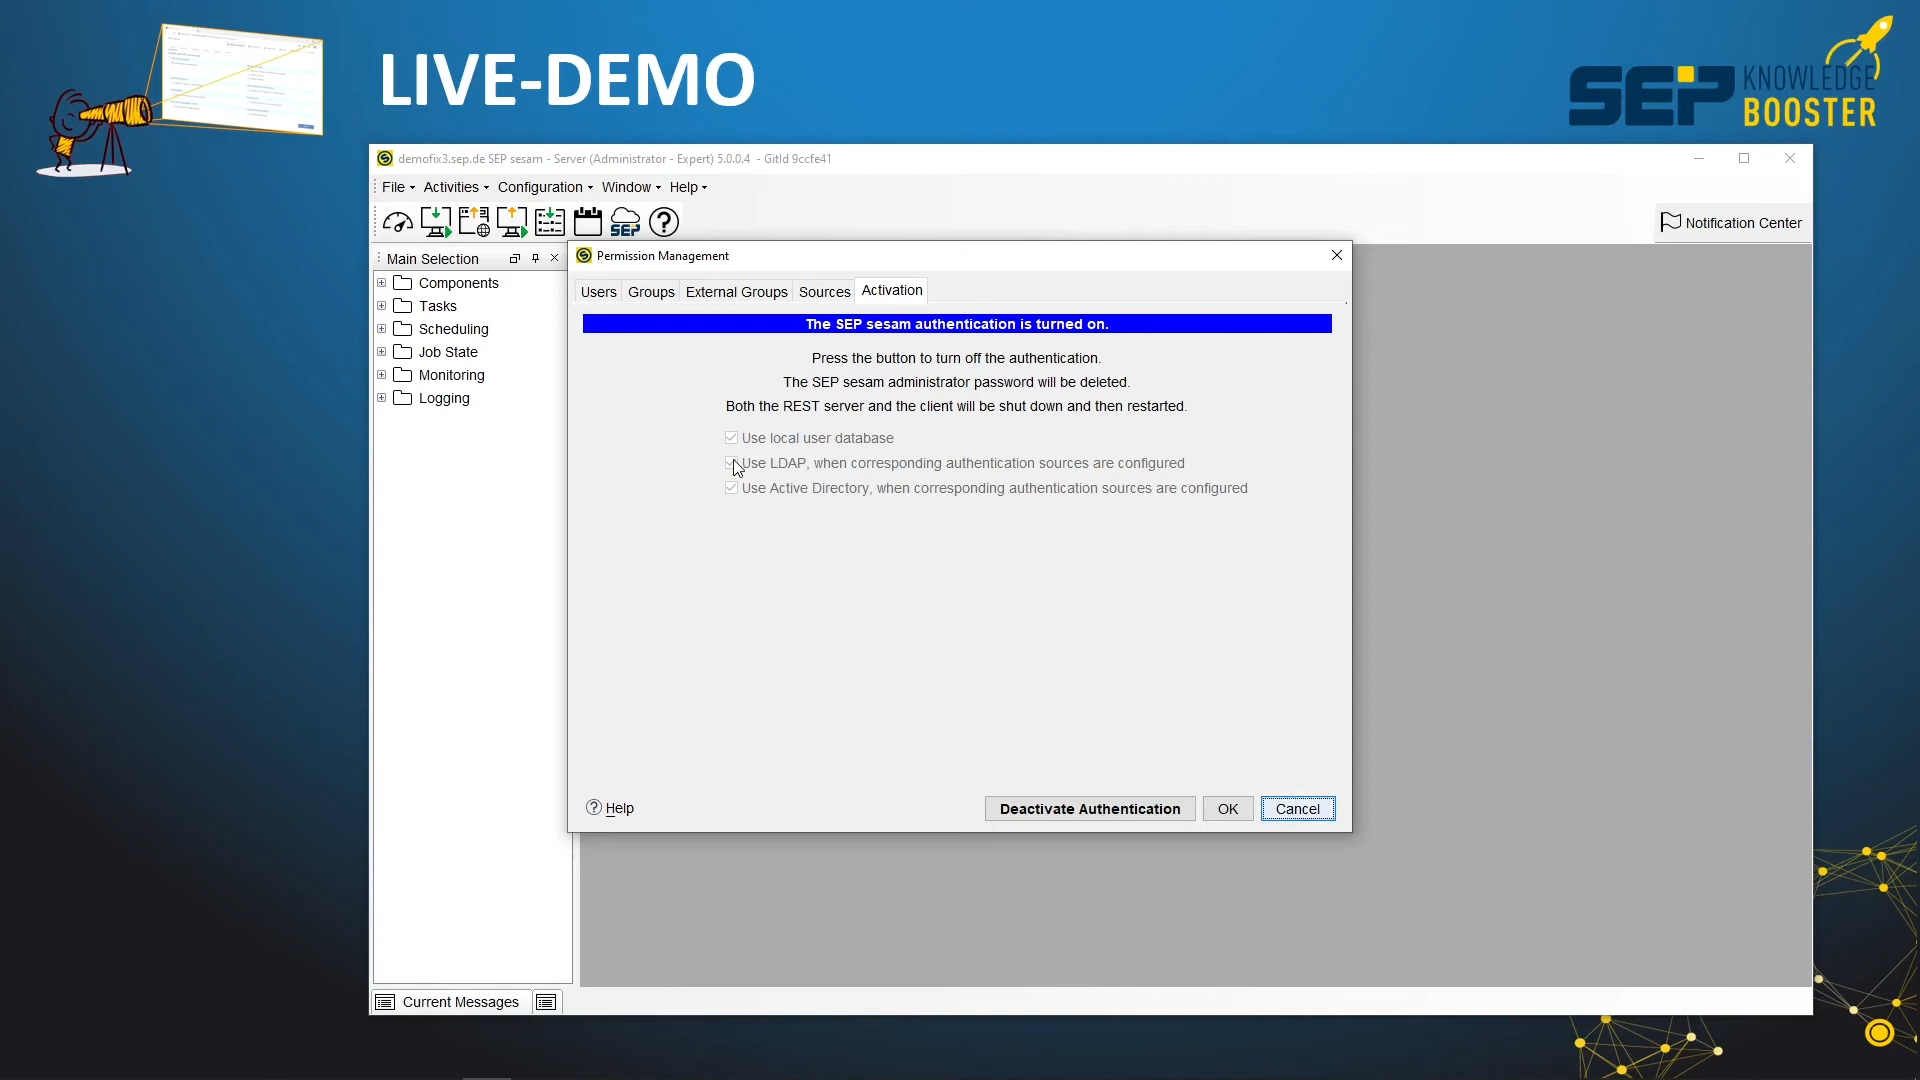 LIVE-DEMO
SEP KNOWLEDGE
BOOSTER
demofix3.sep.de SEP sesam - Server (Administrator - Expert) 5.0.0.4 - GitId 9ccfe41
File Activities Configuration Window Help
SEP
Notification Center
Main Selection
Components
Tasks
Scheduling
Job State
Monitoring
Logging
Permission Management
Users Groups External Groups Sources Activation
The SEP sesam authentication is turned on.
Press the button to turn off the authentication.
The SEP sesam administrator password will be deleted.
Both the REST server and the client will be shut down and then restarted.
Use local user database
Use LDAP, when corresponding authentication sources are configured
Use Active Directory, when corresponding authentication sources are configured
Help
Deactivate Authentication OK Cancel
Current Messages